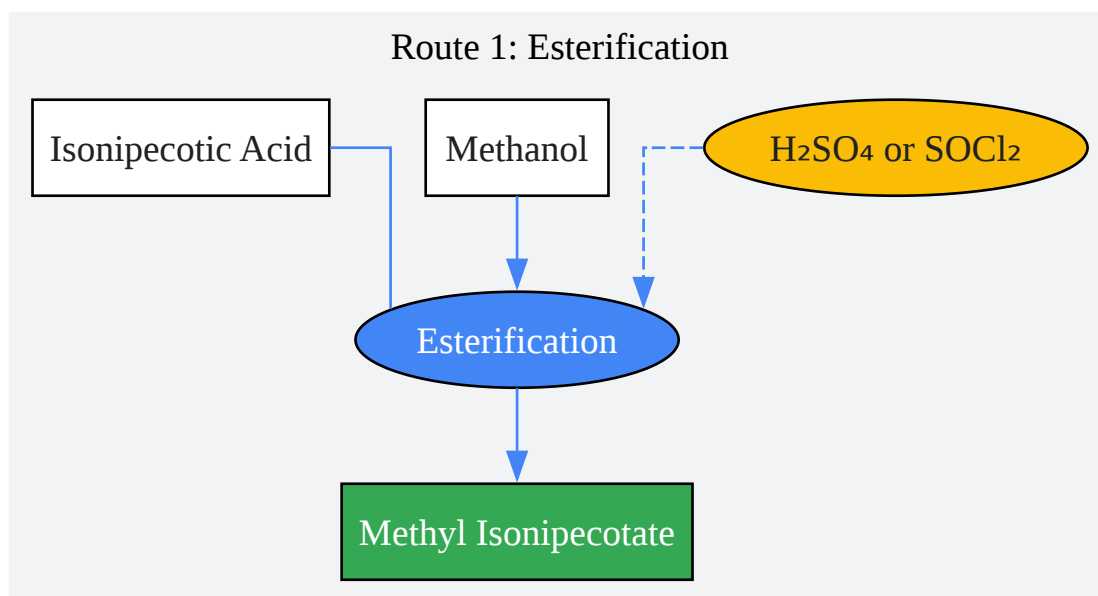 Route 1: Esterification
Isonipecotic Acid
Methanol
H₂SO₄ or SOCl₂
Esterification
Methyl Isonipecotate